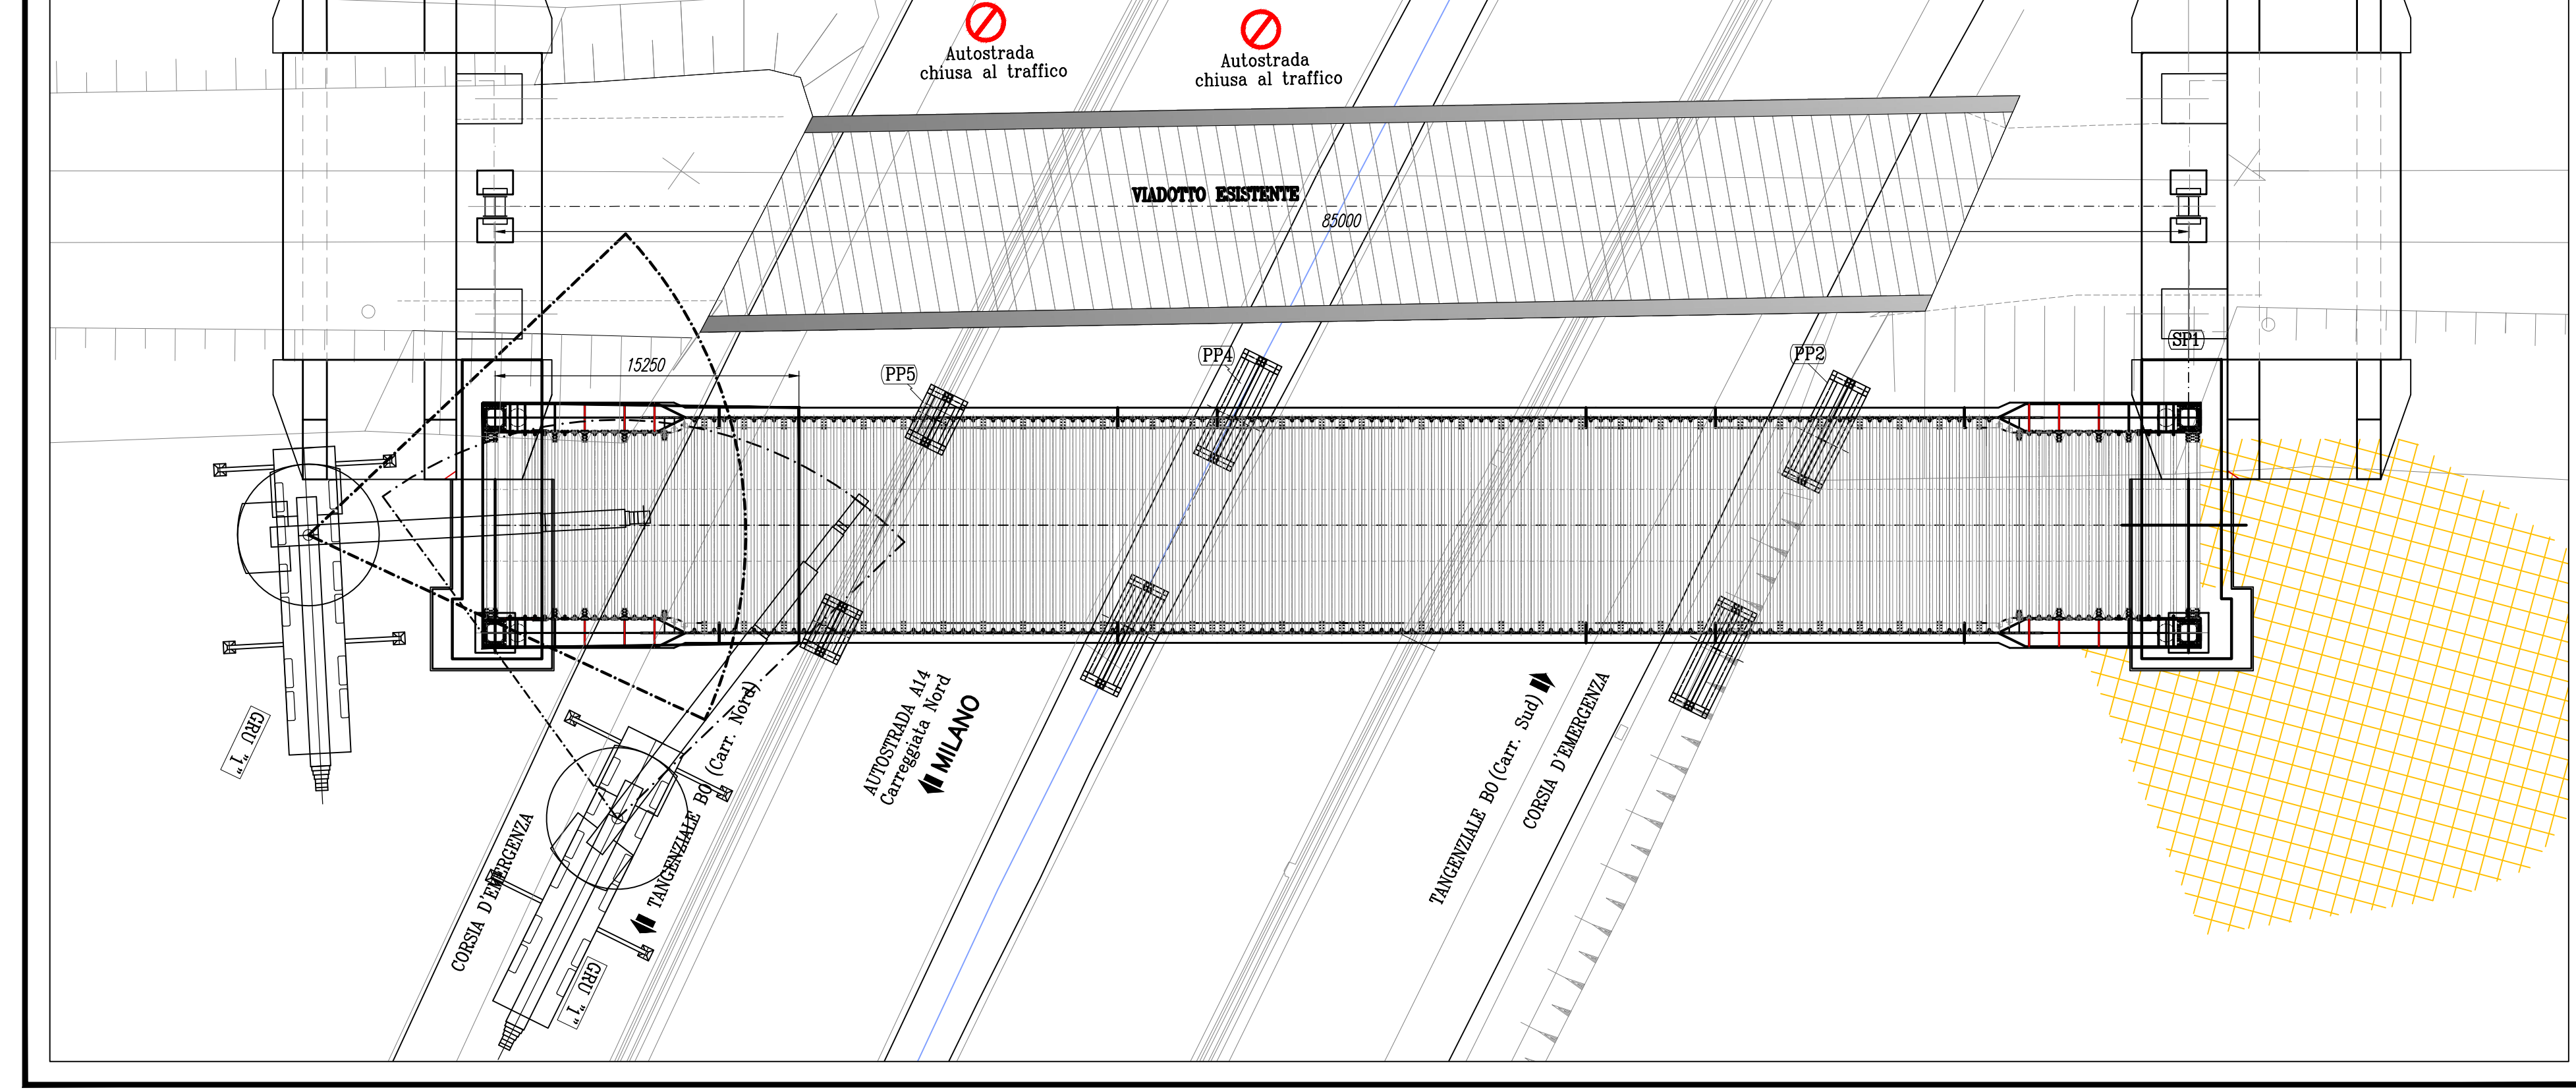 Autostrada
chiusa al traffico
Autostrada
chiusa al traffico
VIADOTTO ESISTENTE
85000
15250
PP5
PP4
PP2
SP1
GRU "1"
GRU "1"
CORSIA D'EMERGENZA
TANGENZIALE BO (Carr. Nord)
AUTOSTRADA A14
Carreggiata Nord
MILANO
TANGENZIALE BO (Carr. Sud)
CORSIA D'EMERGENZA